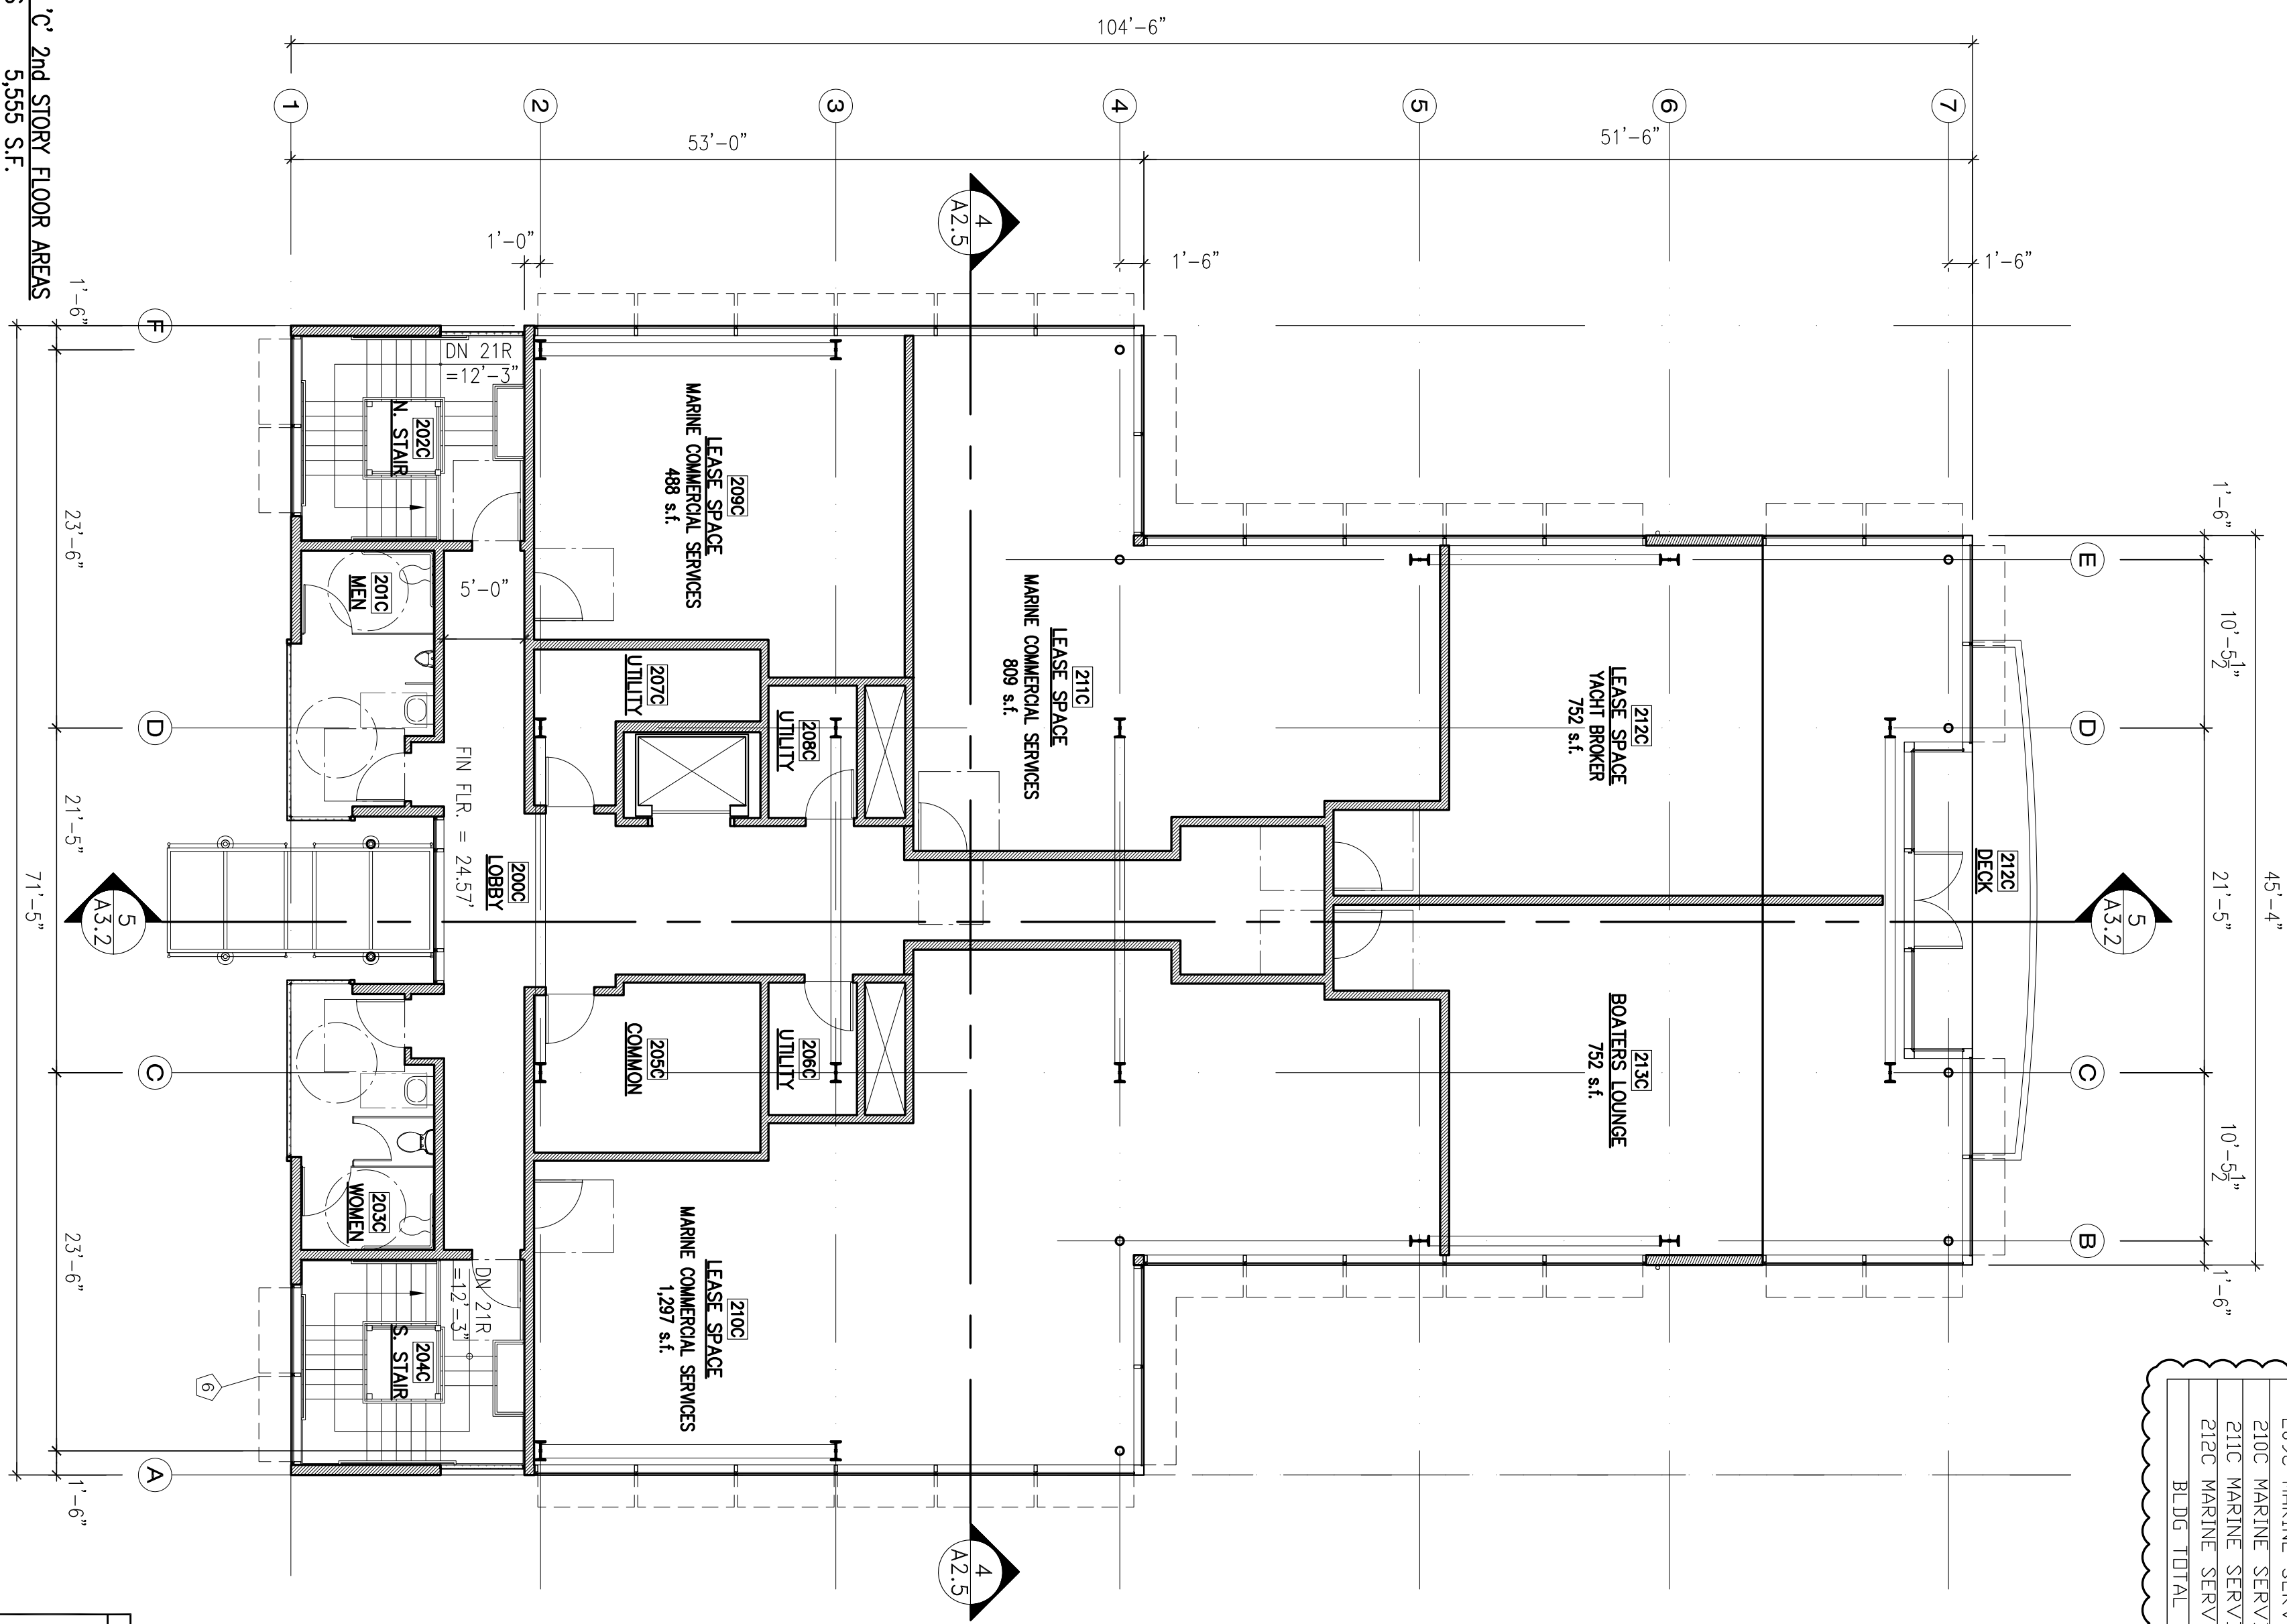 104'-6"
53'-0"
51'-6"
1
2
3
4
5
6
7
1'-0"
1'-6"
1'-6"
4
A2.5
'C' 2nd STORY FLOOR AREAS
5,555 S.F.
1'-6"
23'-6"
21'-5"
23'-6"
1'-6"
71'-5"
F
D
C
A
1'-6"
10'-5 1/2"
21'-5"
10'-5 1/2"
1'-6"
45'-4"
E
D
C
B
DN 21R
=12'-3"
202C
N. STAIR
201C
MEN
5'-0"
FIN FLR. = 24.57'
200C
LOBBY
203C
WOMEN
DN 21R
=12'-3"
204C
S. STAIR
6
209C
LEASE SPACE
MARINE COMMERCIAL SERVICES
488 s.f.
207C
UTILITY
208C
UTILITY
205C
COMMON
206C
UTILITY
210C
LEASE SPACE
MARINE COMMERCIAL SERVICES
1,297 s.f.
211C
LEASE SPACE
MARINE COMMERCIAL SERVICES
809 s.f.
212C
LEASE SPACE
YACHT BROKER
752 s.f.
213C
BOATERS LOUNGE
752 s.f.
212C
DECK
5
A3.2
5
A3.2
4
A2.5
210C MARINE SERV
211C MARINE SERV
212C MARINE SERV
BLDG TOTAL